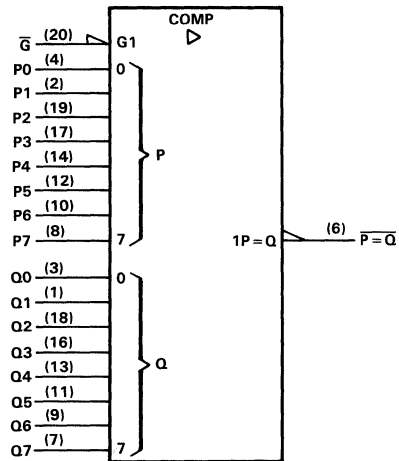 COMP
G̅ (20) G1
P0 (4) 0
P1 (2)
P2 (19)
P3 (17)
P4 (14)
P5 (12)
P6 (10)
P7 (8) 7
P
1P=Q (6) P̅=̅Q̅
Q0 (3) 0
Q1 (1)
Q2 (18)
Q3 (16)
Q4 (13)
Q5 (11)
Q6 (9)
Q7 (7) 7
Q